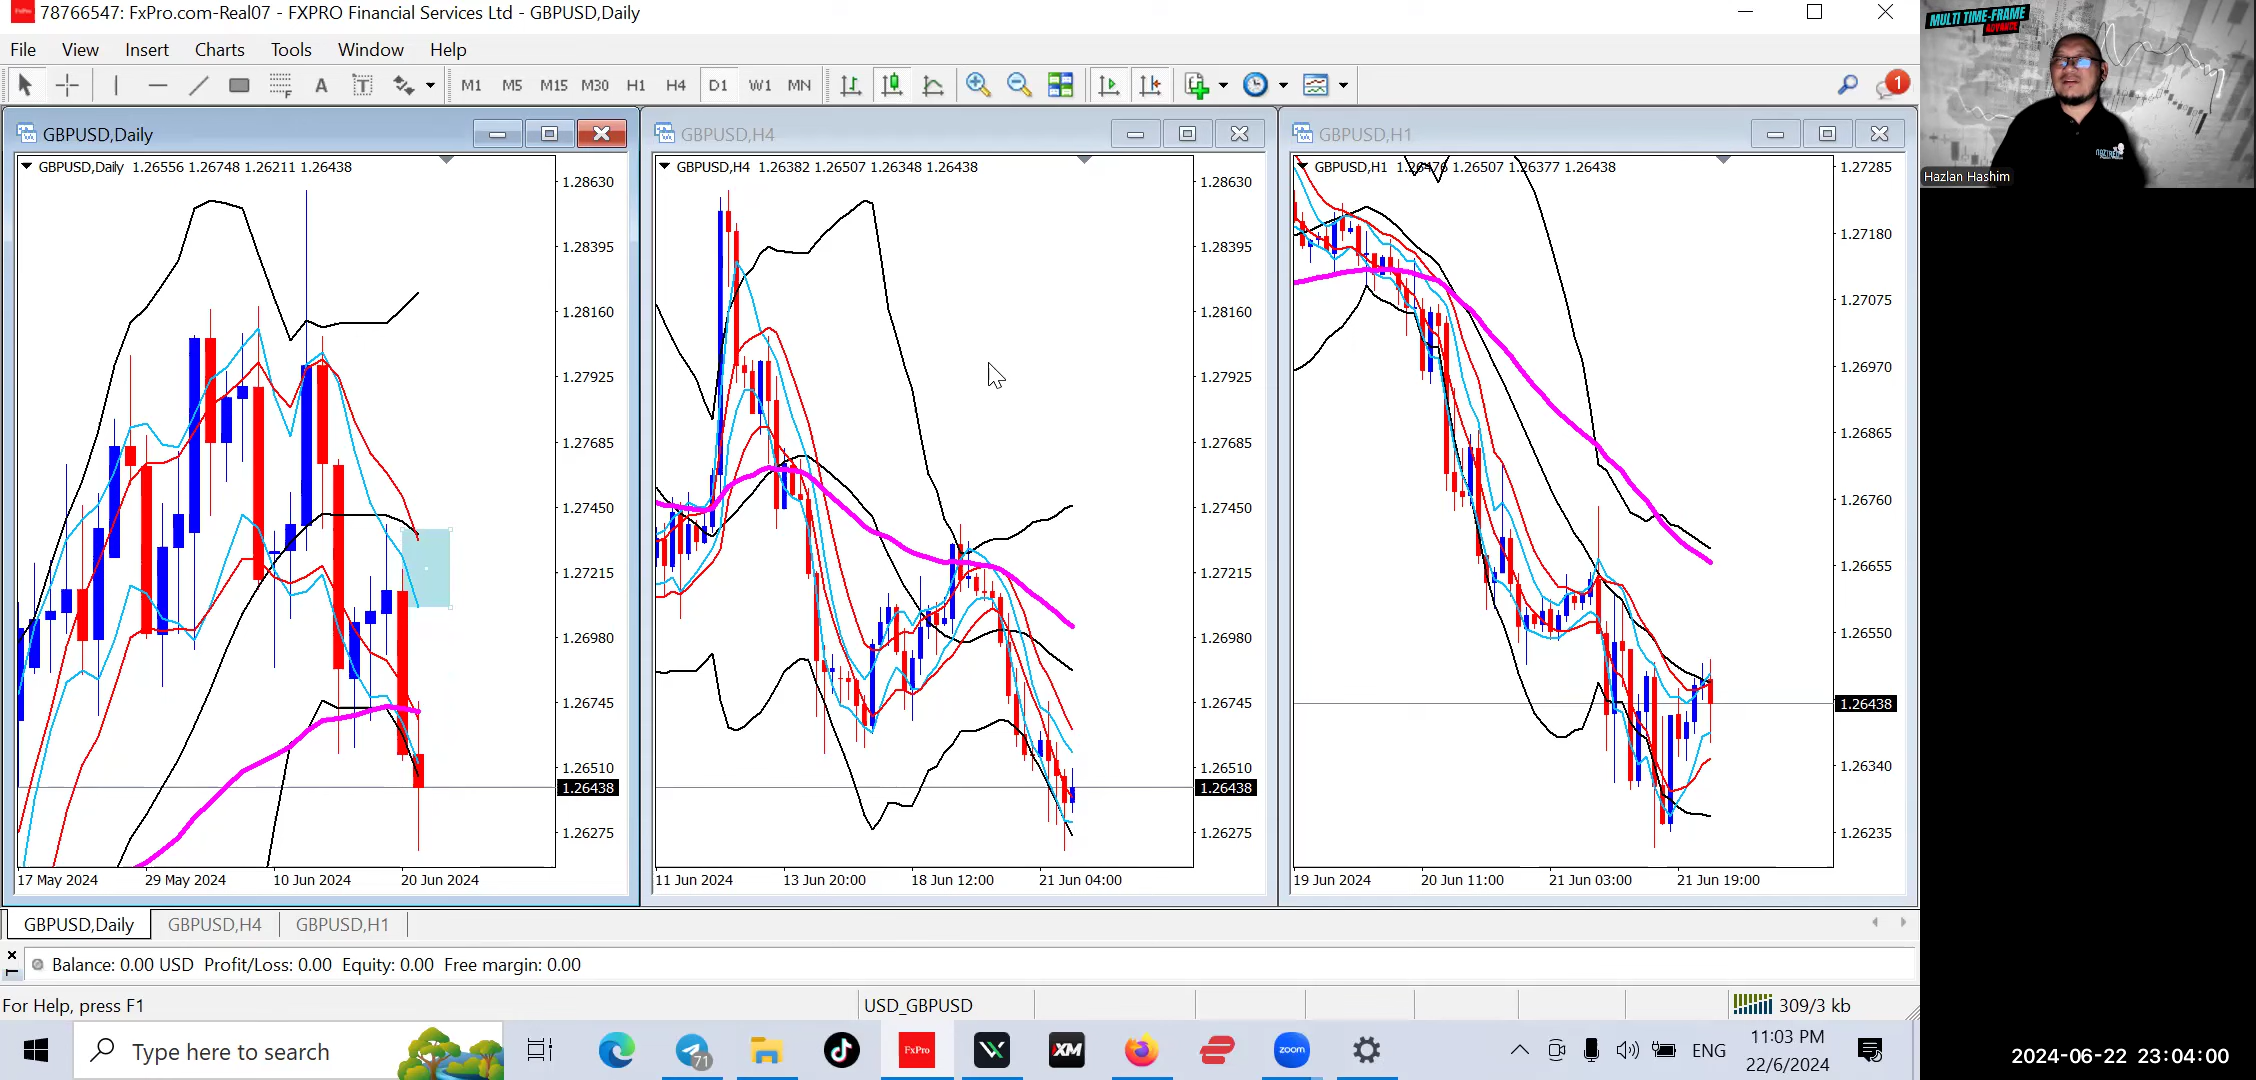 78766547: FxPro.com-Real07 - FXPRO Financial Services Ltd - GBPUSD,Daily
File View Insert Charts Tools Window Help
A T M1 M5 M15 M30 H1 H4 D1 W1 MN 1
GBPUSD,Daily
GBPUSD,Daily 1.26556 1.26748 1.26211 1.26438
1.28630
1.28395
1.28160
1.27925
1.27685
1.27450
1.27215
1.26980
1.26745
1.26510
1.26438
1.26275
17 May 2024 29 May 2024 10 Jun 2024 20 Jun 2024
GBPUSD,H4
GBPUSD,H4 1.26382 1.26507 1.26348 1.26438
1.28630
1.28395
1.28160
1.27925
1.27685
1.27450
1.27215
1.26980
1.26745
1.26510
1.26438
1.26275
11 Jun 2024 13 Jun 20:00 18 Jun 12:00 21 Jun 04:00
GBPUSD,H1
GBPUSD,H1 1.26476 1.26507 1.26377 1.26438
1.27285
1.27180
1.27075
1.26970
1.26865
1.26760
1.26655
1.26550
1.26438
1.26340
1.26235
19 Jun 2024 20 Jun 11:00 21 Jun 03:00 21 Jun 19:00
MULTI TIME-FRAME
ADVANCE
Hazlan Hashim
GBPUSD,Daily GBPUSD,H4 GBPUSD,H1
Balance: 0.00 USD Profit/Loss: 0.00 Equity: 0.00 Free margin: 0.00
For Help, press F1 USD_GBPUSD 309/3 kb
Type here to search
71
FxPro
XM
zoom
ENG
11:03 PM
22/6/2024
2024-06-22 23:04:00